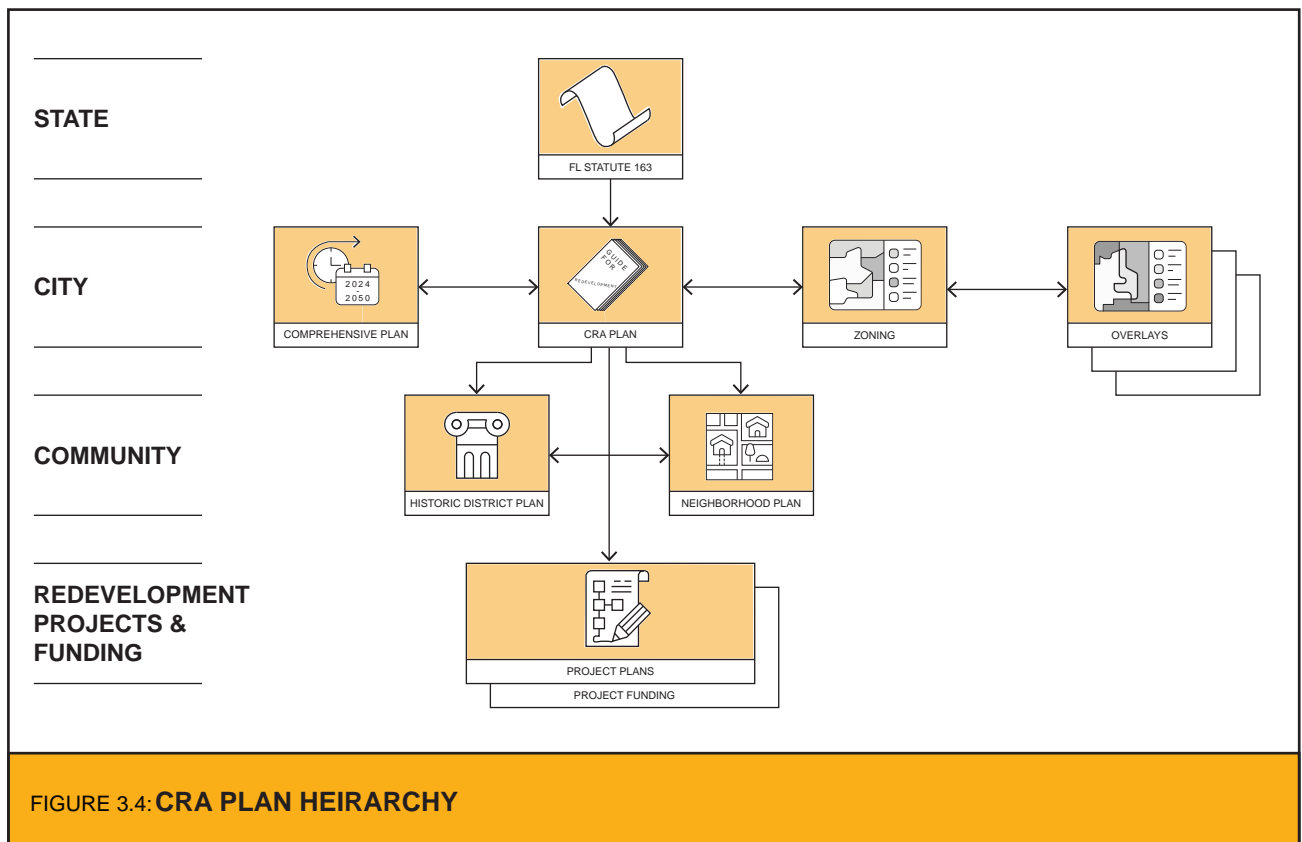 STATE
FL STATUTE 163
CITY
2024
-
2050
COMPREHENSIVE PLAN
GUIDE
FOR
REDEVELOPMENT
CRA PLAN
ZONING
OVERLAYS
COMMUNITY
HISTORIC DISTRICT PLAN
NEIGHBORHOOD PLAN
REDEVELOPMENT
PROJECTS &
FUNDING
PROJECT PLANS
PROJECT FUNDING
FIGURE 3.4: CRA PLAN HEIRARCHY